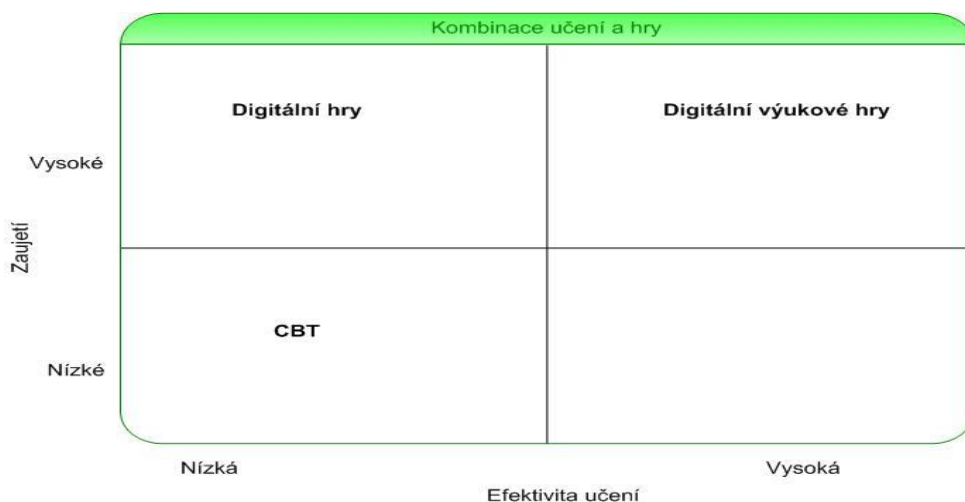 Kombinace učení a hry
Digitální hry
Digitální výukové hry
Vysoké
Zaujetí
CBT
Nízké
Nízká
Vysoká
Efektivita učení